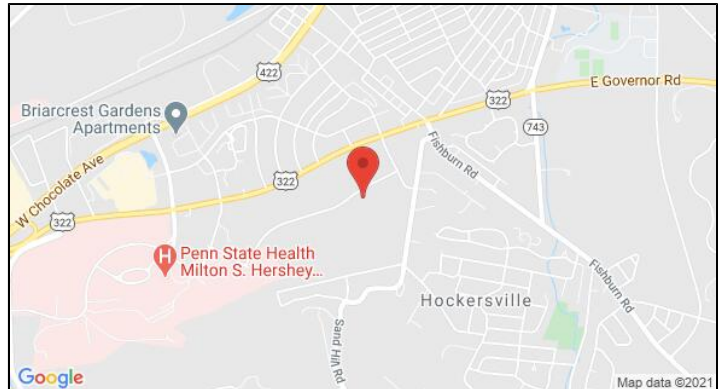 422
E Governor Rd
322
Briarcrest Gardens
Apartments
743
W Chocolate Ave
Fishburn Rd
322
322
H
Penn State Health
Milton S. Hershey...
Fishburn Rd
Hockersville
Sand Hill Rd
Google
Map data ©2021